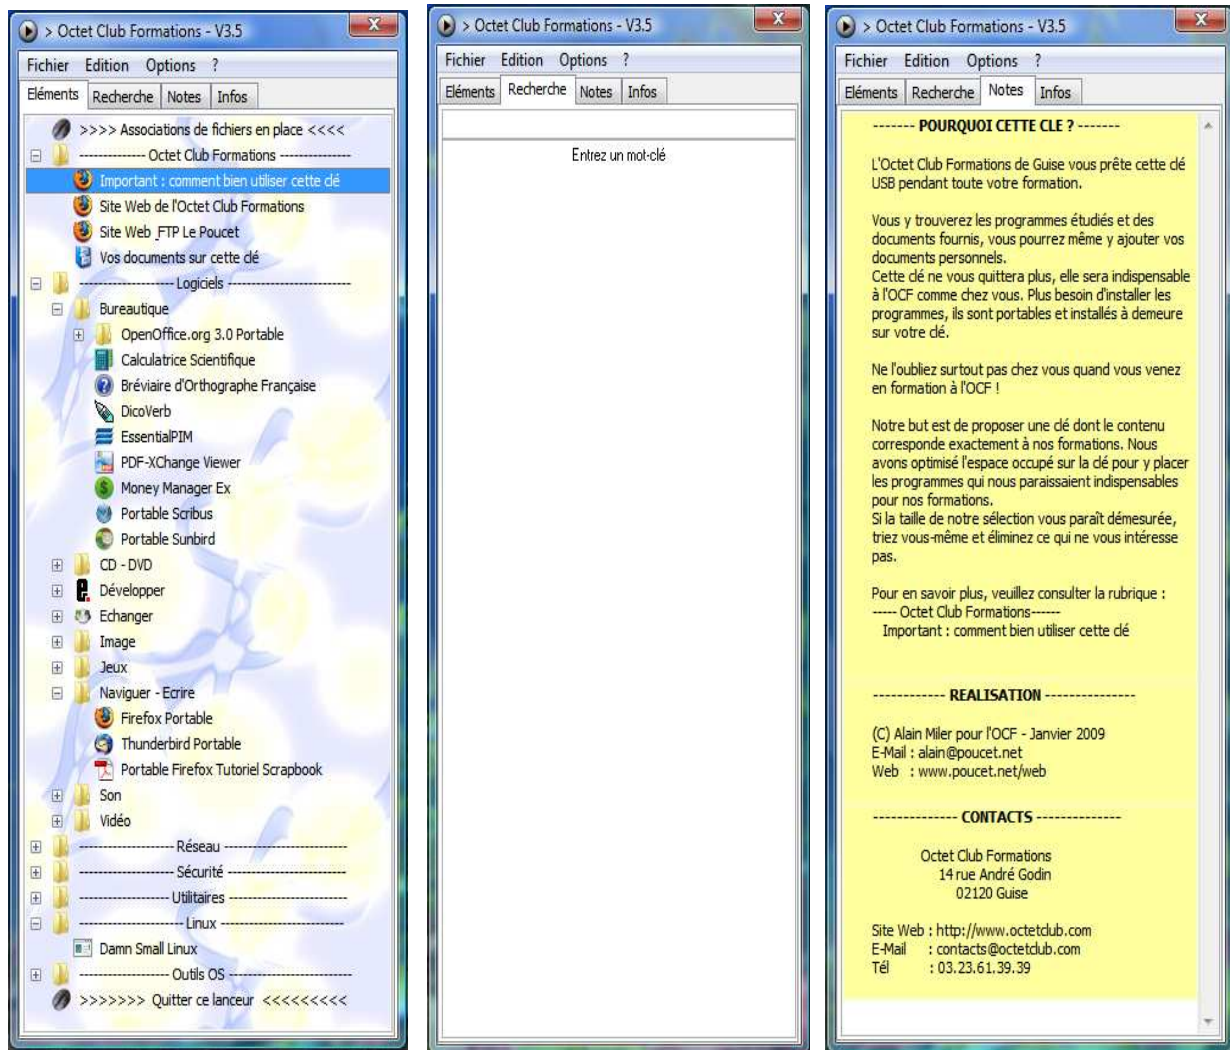 > Octet Club Formations - V3.5
Fichier Edition Options ?
Eléments Recherche Notes Infos
>>>> Associations de fichiers en place <<<<
-------------- Octet Club Formations ---------------
Important : comment bien utiliser cette clé
Site Web de l'Octet Club Formations
Site Web _FTP Le Poucet
Vos documents sur cette clé
-------------------- Logiciels --------------------------
Bureautique
OpenOffice.org 3.0 Portable
Calculatrice Scientifique
Bréviaire d'Orthographe Française
DicoVerb
EssentialPIM
PDF-XChange Viewer
Money Manager Ex
Portable Scribus
Portable Sunbird
CD - DVD
Développer
Echanger
Image
Jeux
Naviguer - Ecrire
Firefox Portable
Thunderbird Portable
Portable Firefox Tutoriel Scrapbook
Son
Vidéo
-------------------- Réseau --------------------------
-------------------- Sécurité -------------------------
-------------------- Utilitaires -------------------------
---------------------- Linux --------------------------
Damn Small Linux
------------------- Outils OS --------------------------
>>>>>>> Quitter ce lanceur <<<<<<<<<
> Octet Club Formations - V3.5
Fichier Edition Options ?
Eléments Recherche Notes Infos
Entrez un mot-clé
> Octet Club Formations - V3.5
Fichier Edition Options ?
Eléments Recherche Notes Infos
------- POURQUOI CETTE CLE ? -------
L'Octet Club Formations de Guise vous prête cette clé
USB pendant toute votre formation.
Vous y trouverez les programmes étudiés et des
documents fournis, vous pourrez même y ajouter vos
documents personnels.
Cette clé ne vous quittera plus, elle sera indispensable
à l'OCF comme chez vous. Plus besoin d'installer les
programmes, ils sont portables et installés à demeure
sur votre clé.
Ne l'oubliez surtout pas chez vous quand vous venez
en formation à l'OCF !
Notre but est de proposer une clé dont le contenu
corresponde exactement à nos formations. Nous
avons optimisé l'espace occupé sur la clé pour y placer
les programmes qui nous paraissaient indispensables
pour nos formations.
Si la taille de notre sélection vous paraît démesurée,
triez vous-même et éliminez ce qui ne vous intéresse
pas.
Pour en savoir plus, veuillez consulter la rubrique :
----- Octet Club Formations------
Important : comment bien utiliser cette clé
------------ REALISATION ---------------
(C) Alain Miler pour l'OCF - Janvier 2009
E-Mail : alain@poucet.net
Web : www.poucet.net/web
-------------- CONTACTS --------------
Octet Club Formations
14 rue André Godin
02120 Guise
Site Web : http://www.octetclub.com
E-Mail : contacts@octetclub.com
Tél : 03.23.61.39.39